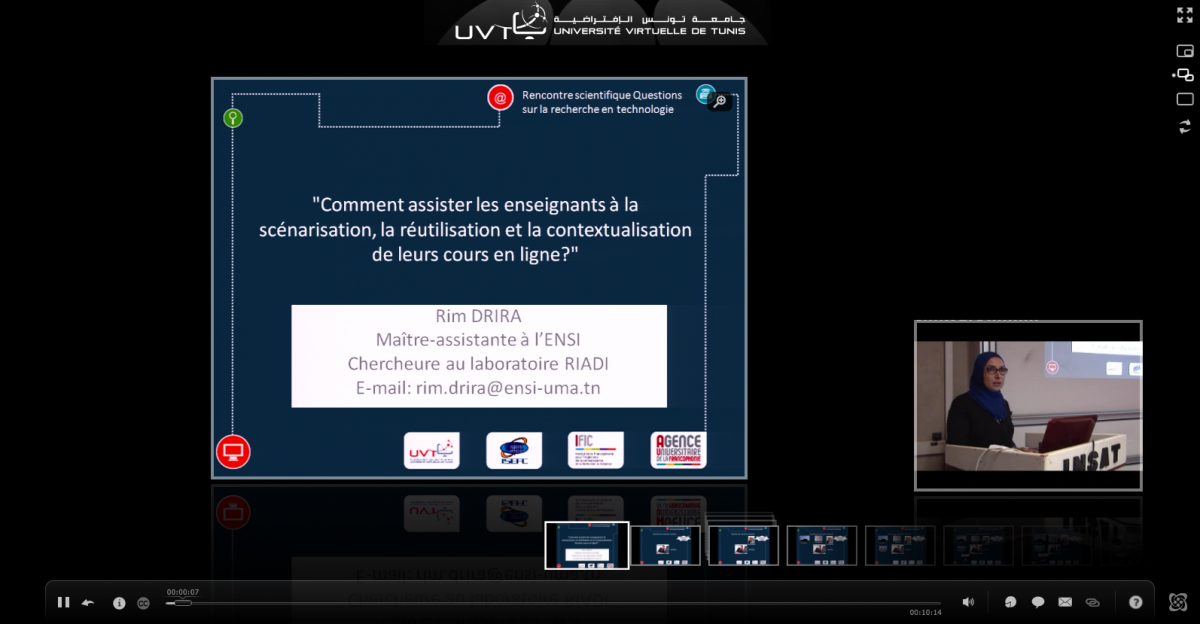 UVT
جامعة تونس الافتراضية
UNIVERSITÉ VIRTUELLE DE TUNIS
@
Rencontre scientifique Questions
sur la recherche en technologie
"Comment assister les enseignants à la
scénarisation, la réutilisation et la contextualisation
de leurs cours en ligne?"
Rim DRIRA
Maître-assistante à l'ENSI
Chercheure au laboratoire RIADI
E-mail: rim.drira@ensi-uma.tn
UVT
ISEFC
IFIC
AGENCE
UNIVERSITAIRE
DE LA FRANCOPHONIE
INSAT
00:00:07
CC
00:10:14